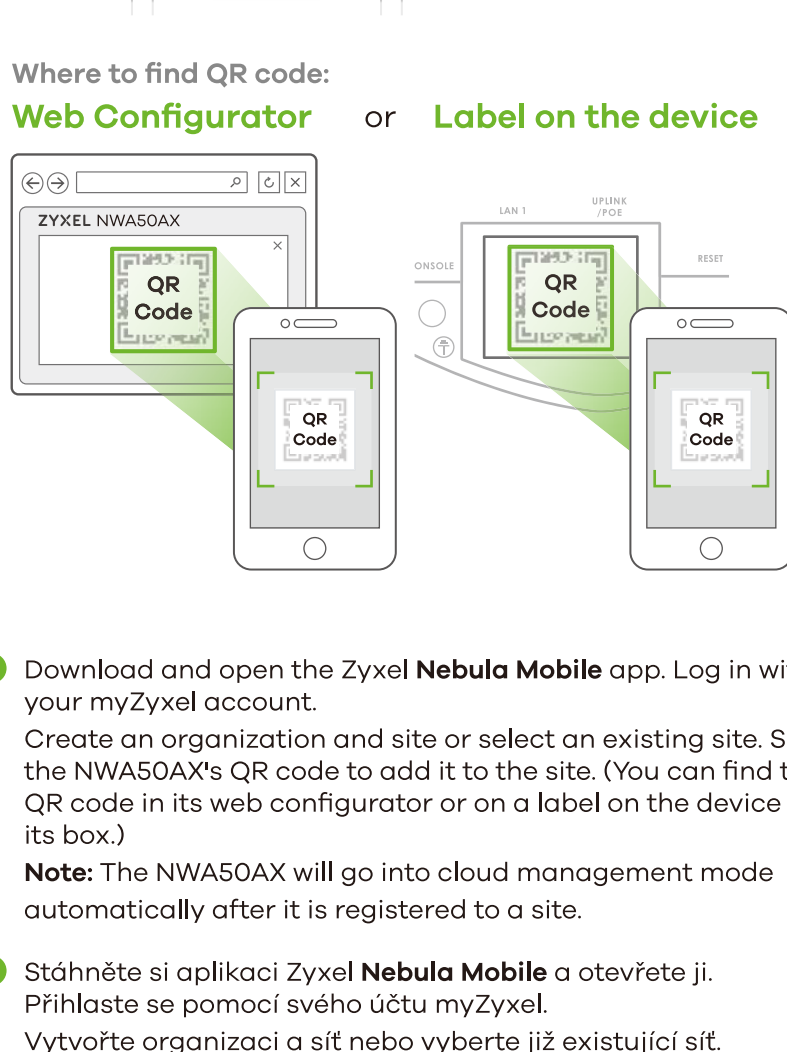 Where to find QR code:
Web Configurator or Label on the device
ZYXEL NWA50AX
QR
Code
QR
Code
LAN 1
UPLINK
/POE
ONSOLE
RESET
QR
Code
QR
Code
Download and open the Zyxel Nebula Mobile app. Log in wi
your myZyxel account.
Create an organization and site or select an existing site. S
the NWA50AX's QR code to add it to the site. (You can find t
QR code in its web configurator or on a label on the device
its box.)
Note: The NWA50AX will go into cloud management mode
automatically after it is registered to a site.
Stáhněte si aplikaci Zyxel Nebula Mobile a otevřete ji.
Přihlaste se pomocí svého účtu myZyxel.
Vytvořte organizaci a síť nebo vyberte již existující síť.